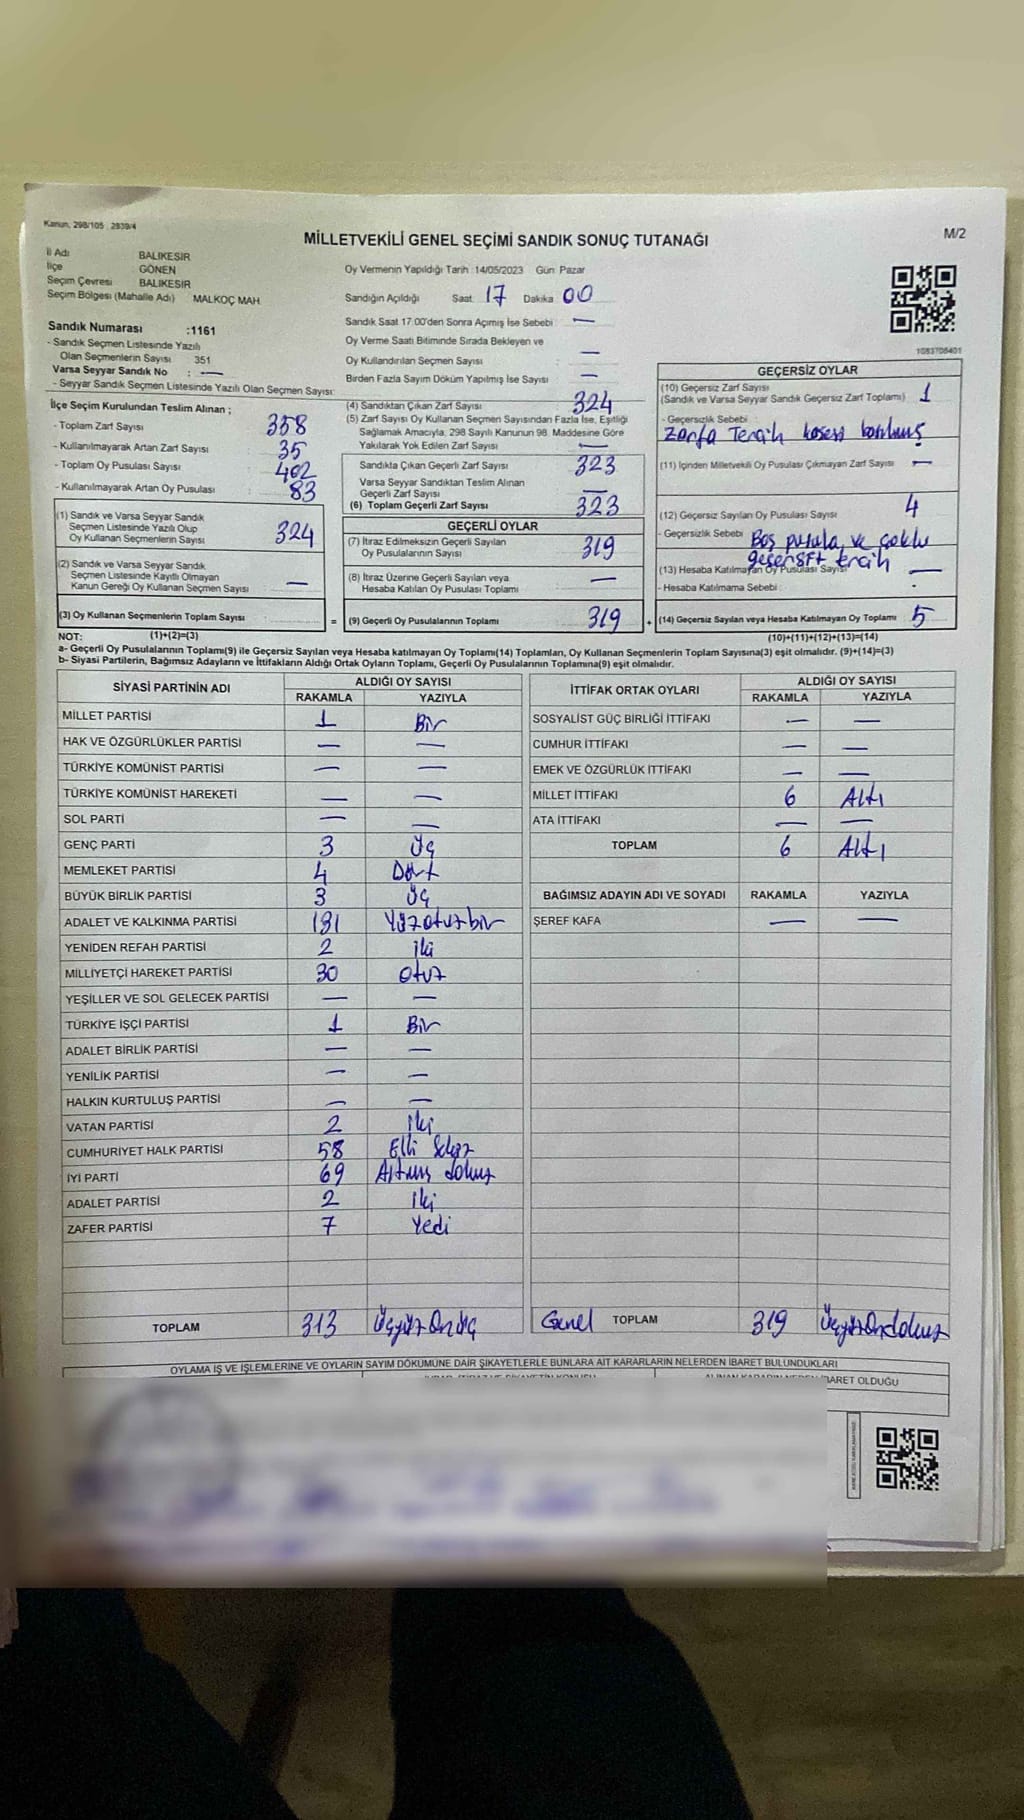 Kanun, 298/105 : 2839/4
MİLLETVEKİLİ GENEL SEÇİMİ SANDIK SONUÇ TUTANAĞI
M/2
İl Adı BALIKESİR
İlçe GÖNEN
Seçim Çevresi BALIKESİR
Seçim Bölgesi (Mahalle Adı) MALKOÇ MAH.
Sandık Numarası :1161
- Sandık Seçmen Listesinde Yazılı
Olan Seçmenlerin Sayısı 351
Varsa Seyyar Sandık No : —
- Seyyar Sandık Seçmen Listesinde Yazılı Olan Seçmen Sayısı:
İlçe Seçim Kurulundan Teslim Alınan ;
- Toplam Zarf Sayısı : 358
- Kullanılmayarak Artan Zarf Sayısı : 35
- Toplam Oy Pusulası Sayısı : 402
- Kullanılmayarak Artan Oy Pusulası : 83
(1) Sandık ve Varsa Seyyar Sandık
Seçmen Listesinde Yazılı Olup
Oy Kullanan Seçmenlerin Sayısı : 324
(2) Sandık ve Varsa Seyyar Sandık
Seçmen Listesinde Kayıtlı Olmayan
Kanun Gereği Oy Kullanan Seçmen Sayısı : —
(3) Oy Kullanan Seçmenlerin Toplam Sayısı : =
Oy Vermenin Yapıldığı Tarih :14/05/2023 Gün: Pazar
Sandığın Açıldığı Saat: 17 Dakika: 00
Sandık Saat 17:00'den Sonra Açımış İse Sebebi : —
Oy Verme Saati Bitiminde Sırada Bekleyen ve
Oy Kullandırılan Seçmen Sayısı : —
Birden Fazla Sayım Döküm Yapılmış İse Sayısı : —
(4) Sandıktan Çıkan Zarf Sayısı : 324
(5) Zarf Sayısı Oy Kullanan Seçmen Sayısından Fazla İse, Eşitliği
Sağlamak Amacıyla, 298 Sayılı Kanunun 98. Maddesine Göre
Yakılarak Yok Edilen Zarf Sayısı : —
Sandıkta Çıkan Geçerli Zarf Sayısı : 323
Varsa Seyyar Sandıktan Teslim Alınan
Geçerli Zarf Sayısı : —
(6) Toplam Geçerli Zarf Sayısı : 323
GEÇERLİ OYLAR
(7) İtiraz Edilmeksizin Geçerli Sayılan
Oy Pusulalarının Sayısı : 319
(8) İtiraz Üzerine Geçerli Sayılan veya
Hesaba Katılan Oy Pusulası Toplamı : —
(9) Geçerli Oy Pusulalarının Toplamı : 319 +
1083708401
GEÇERSİZ OYLAR
(10) Geçersiz Zarf Sayısı
(Sandık ve Varsa Seyyar Sandık Geçersiz Zarf Toplamı) : 1
- Geçersizlik Sebebi :
Zarfa Tercih kasesi basılmış
(11) İçinden Milletvekili Oy Pusulası Çıkmayan Zarf Sayısı : —
(12) Geçersiz Sayılan Oy Pusulası Sayısı : 4
- Geçersizlik Sebebi : Boş pusula, ve çoklu
geçersiz tercih
(13) Hesaba Katılmayan Oy Pusulası Sayısı : —
- Hesaba Katılmama Sebebi :
(14) Geçersiz Sayılan veya Hesaba Katılmayan Oy Toplamı : 5
NOT: (1)+(2)=(3) (10)+(11)+(12)+(13)=(14)
a- Geçerli Oy Pusulalarının Toplamı(9) ile Geçersiz Sayılan veya Hesaba katılmayan Oy Toplamı(14) Toplamları, Oy Kullanan Seçmenlerin Toplam Sayısına(3) eşit olmalıdır. (9)+(14)=(3)
b- Siyasi Partilerin, Bağımsız Adayların ve İttifakların Aldığı Ortak Oyların Toplamı, Geçerli Oy Pusulalarının Toplamına(9) eşit olmalıdır.
SİYASİ PARTİNİN ADI ALDIĞI OY SAYISI
RAKAMLA YAZIYLA
MİLLET PARTİSİ 1 Bir
HAK VE ÖZGÜRLÜKLER PARTİSİ — —
TÜRKİYE KOMÜNİST PARTİSİ — —
TÜRKİYE KOMÜNİST HAREKETİ — —
SOL PARTİ — —
GENÇ PARTİ 3 Üç
MEMLEKET PARTİSİ 4 Dört
BÜYÜK BİRLİK PARTİSİ 3 Üç
ADALET VE KALKINMA PARTİSİ 131 Yüzotuzbir
YENİDEN REFAH PARTİSİ 2 İki
MİLLİYETÇİ HAREKET PARTİSİ 30 otuz
YEŞİLLER VE SOL GELECEK PARTİSİ — —
TÜRKİYE İŞÇİ PARTİSİ 1 Bir
ADALET BİRLİK PARTİSİ — —
YENİLİK PARTİSİ — —
HALKIN KURTULUŞ PARTİSİ — —
VATAN PARTİSİ 2 İki
CUMHURİYET HALK PARTİSİ 58 Elli Sekiz
İYİ PARTİ 69 Altmış dokuz
ADALET PARTİSİ 2 İki
ZAFER PARTİSİ 7 Yedi
TOPLAM 313 Üçyüz Onüç
İTTİFAK ORTAK OYLARI ALDIĞI OY SAYISI
RAKAMLA YAZIYLA
SOSYALİST GÜÇ BİRLİĞİ İTTİFAKI — —
CUMHUR İTTİFAKI — —
EMEK VE ÖZGÜRLÜK İTTİFAKI — —
MİLLET İTTİFAKI 6 Altı
ATA İTTİFAKI — —
TOPLAM 6 Altı
BAĞIMSIZ ADAYIN ADI VE SOYADI RAKAMLA YAZIYLA
ŞEREF KAFA — —
Genel TOPLAM 319 Üçyüz Ondokuz
OYLAMA İŞ VE İŞLEMLERİNE VE OYLARIN SAYIM DÖKÜMÜNE DAİR ŞİKAYETLERLE BUNLARA AİT KARARLARIN NELERDEN İBARET BULUNDUKLARI
İBARET OLDUĞU